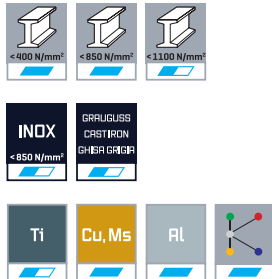 <400 N/mm²
<850 N/mm²
<1100 N/mm²
INOX
<850 N/mm²
GRAUGUSS
CAST IRON
GHISA GRIGIA
Ti
Cu, Ms
Al